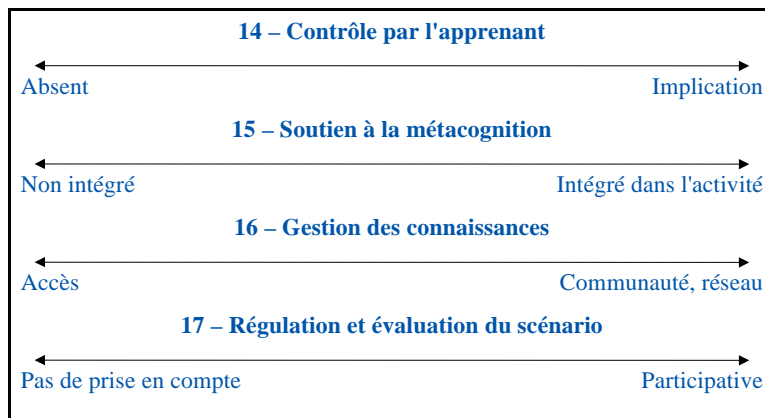 14 – Contrôle par l'apprenant
Absent Implication
15 – Soutien à la métacognition
Non intégré Intégré dans l'activité
16 – Gestion des connaissances
Accès Communauté, réseau
17 – Régulation et évaluation du scénario
Pas de prise en compte Participative